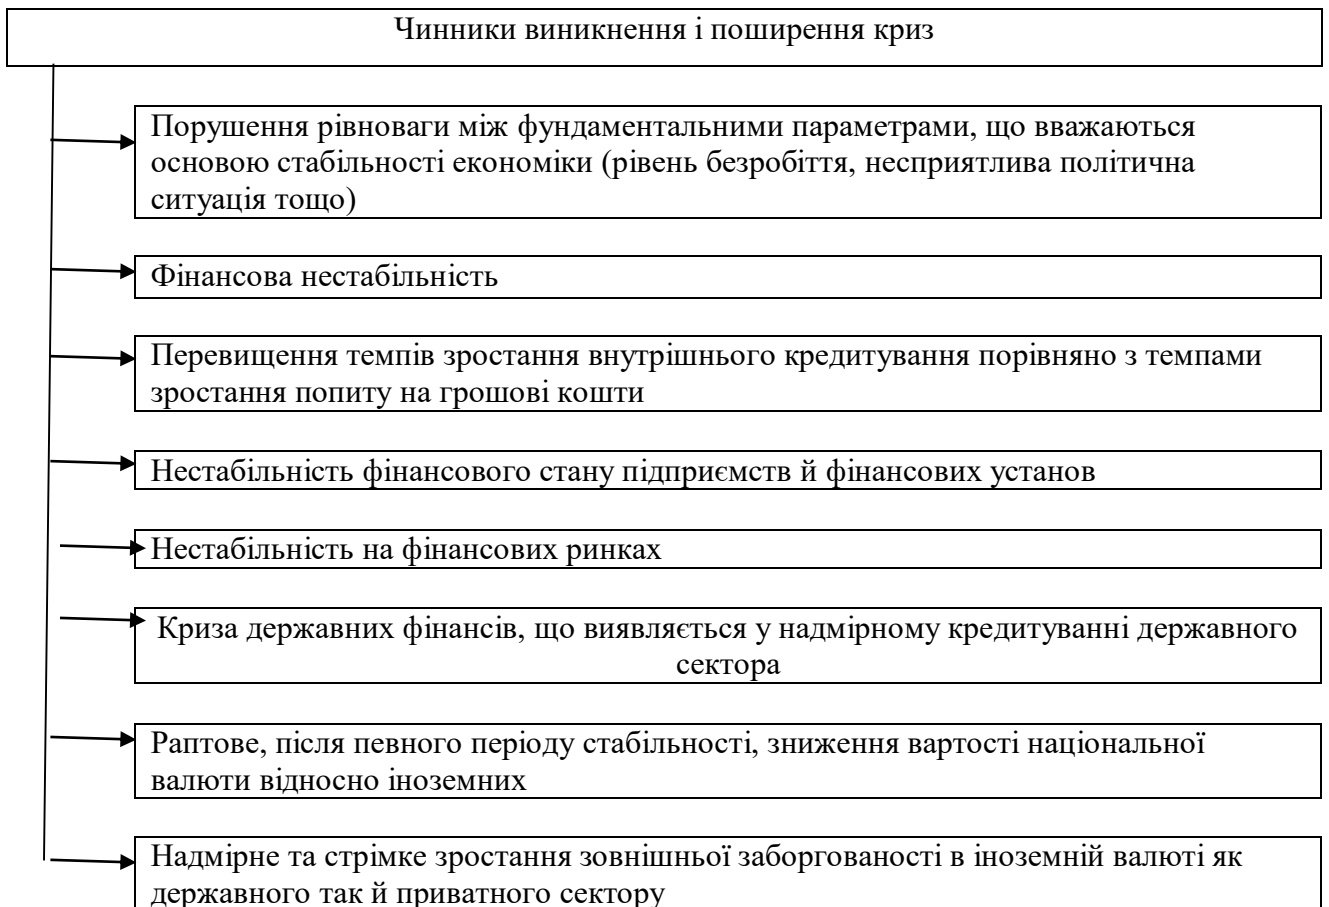 Чинники виникнення і поширення криз
Порушення рівноваги між фундаментальними параметрами, що вважаються
основою стабільності економіки (рівень безробіття, несприятлива політична
ситуація тощо)
Фінансова нестабільність
Перевищення темпів зростання внутрішнього кредитування порівняно з темпами
зростання попиту на грошові кошти
Нестабільність фінансового стану підприємств й фінансових установ
Нестабільність на фінансових ринках
Криза державних фінансів, що виявляється у надмірному кредитуванні державного
сектора
Раптове, після певного періоду стабільності, зниження вартості національної
валюти відносно іноземних
Надмірне та стрімке зростання зовнішньої заборгованості в іноземній валюті як
державного так й приватного сектору